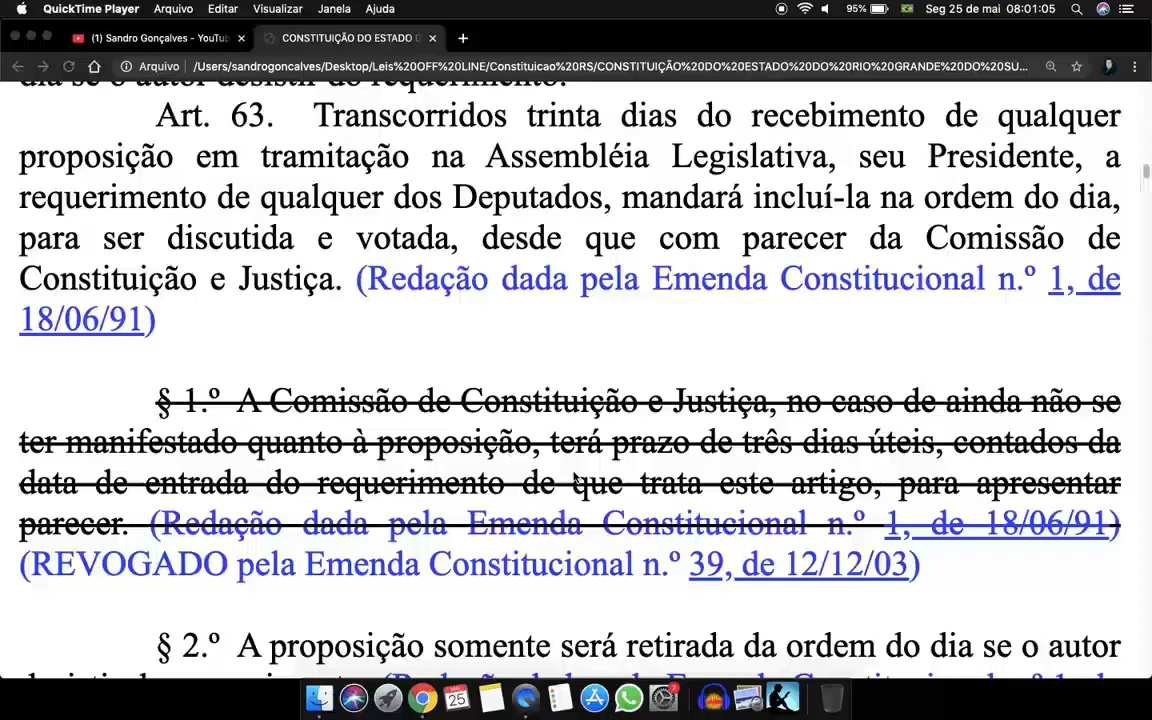 QuickTime Player Arquivo Editar Visualizar Janela Ajuda 95% Seg 25 de mai 08:01:05
(1) Sandro Gonçalves - YouTu CONSTITUIÇÃO DO ESTADO
Arquivo /Users/sandrogoncalves/Desktop/Leis%20OFF%20LINE/Constituicao%20RS/CONSTITUIÇÃO%20DO%20ESTADO%20DO%20RIO%20GRANDE%20DO%20SU...
dia se o autor desistir do requerimento.
Art. 63. Transcorridos trinta dias do recebimento de qualquer
proposição em tramitação na Assembléia Legislativa, seu Presidente, a
requerimento de qualquer dos Deputados, mandará incluí-la na ordem do dia,
para ser discutida e votada, desde que com parecer da Comissão de
Constituição e Justiça. (Redação dada pela Emenda Constitucional n.º 1, de
18/06/91)
§ 1.º A Comissão de Constituição e Justiça, no caso de ainda não se
ter manifestado quanto à proposição, terá prazo de três dias úteis, contados da
data de entrada do requerimento de que trata este artigo, para apresentar
parecer. (Redação dada pela Emenda Constitucional n.º 1, de 18/06/91)
(REVOGADO pela Emenda Constitucional n.º 39, de 12/12/03)
§ 2.º A proposição somente será retirada da ordem do dia se o autor